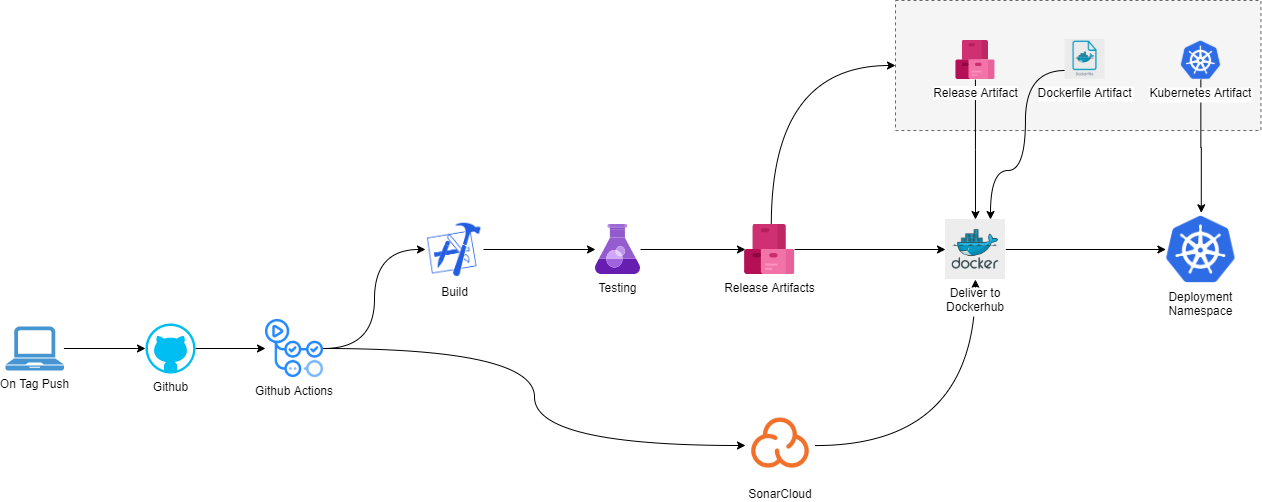 Release Artifact
Dockerfile Artifact
Kubernetes Artifact
docker
Build
Testing
Release Artifacts
Deliver to
Dockerhub
Deployment
Namespace
On Tag Push
Github
Github Actions
SonarCloud